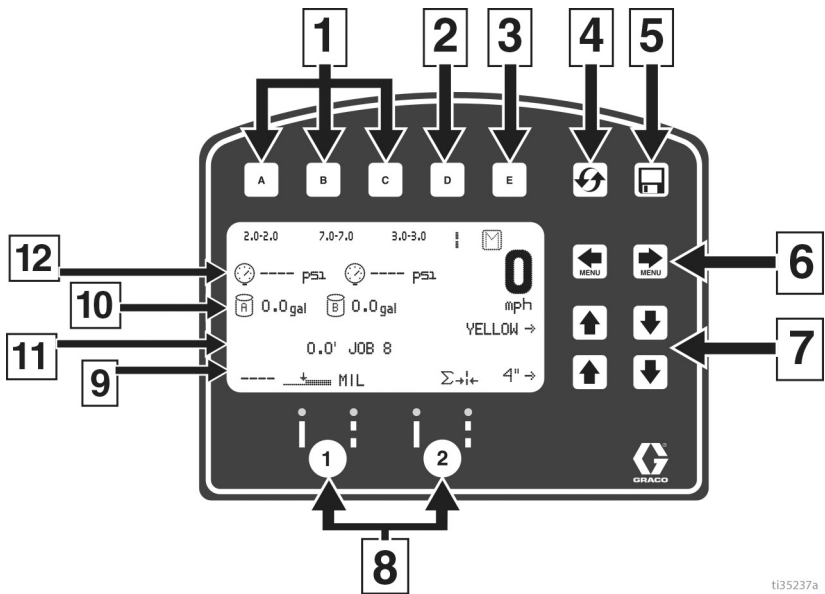 1 2 3 4 5
A B C D E
2.0-2.0 7.0-7.0 3.0-3.0 M
12
---- psi ---- psi
0
mph
MENU MENU
6
10
A 0.0gal B 0.0gal
YELLOW →
7
11
0.0' JOB 8
9
---- MIL Σ→¦← 4" →
1 2
GRACO
8
ti35237a